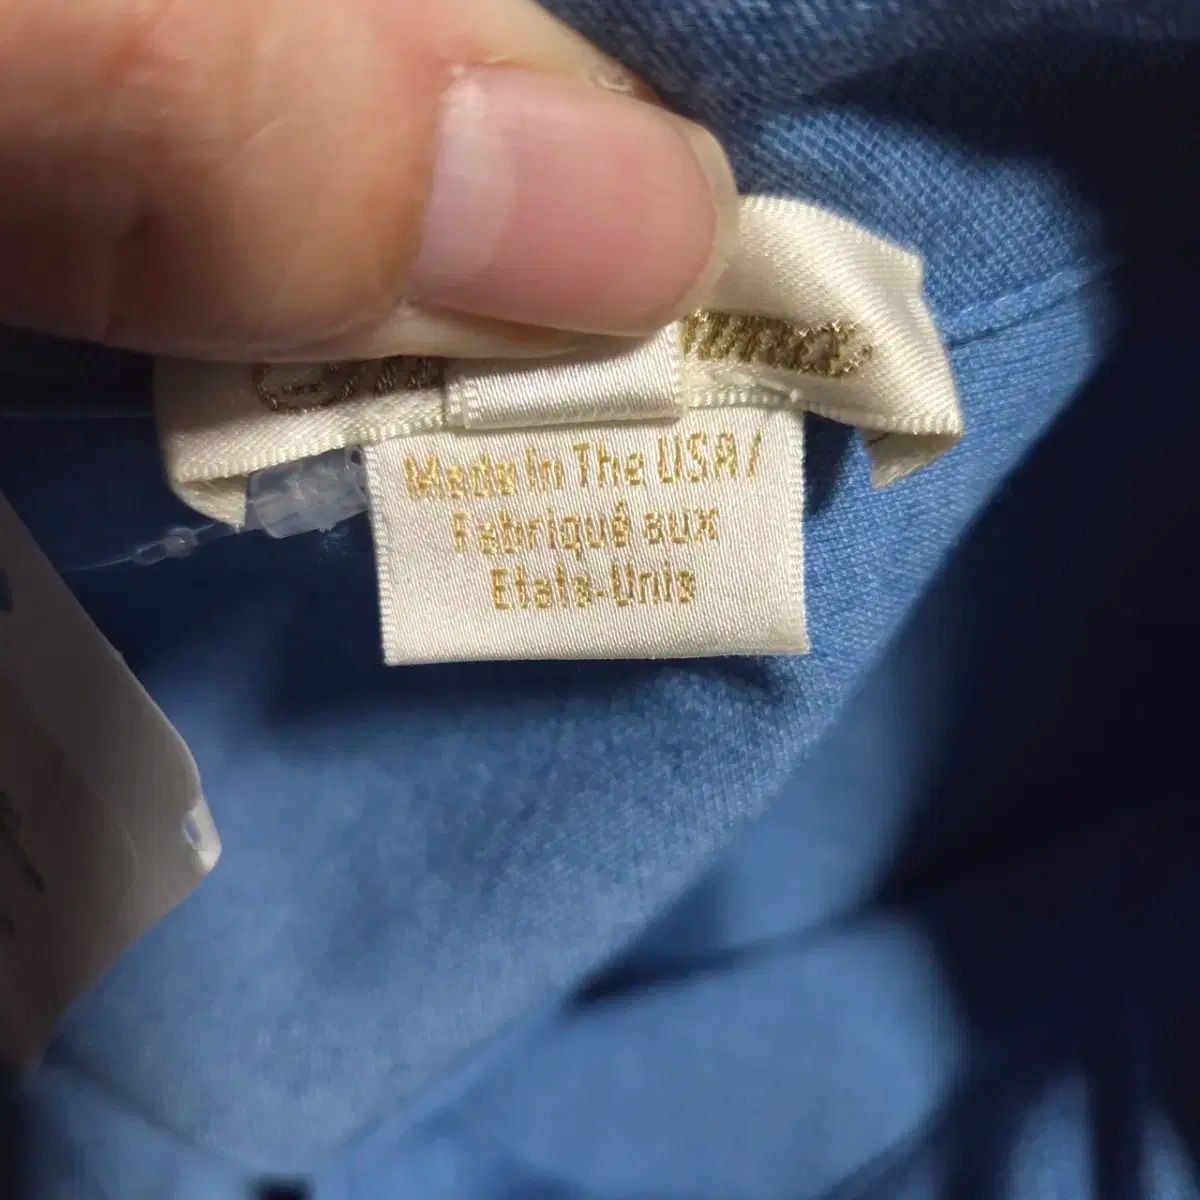 Made In The USA/
Fabriqué aux
Etats-Unis